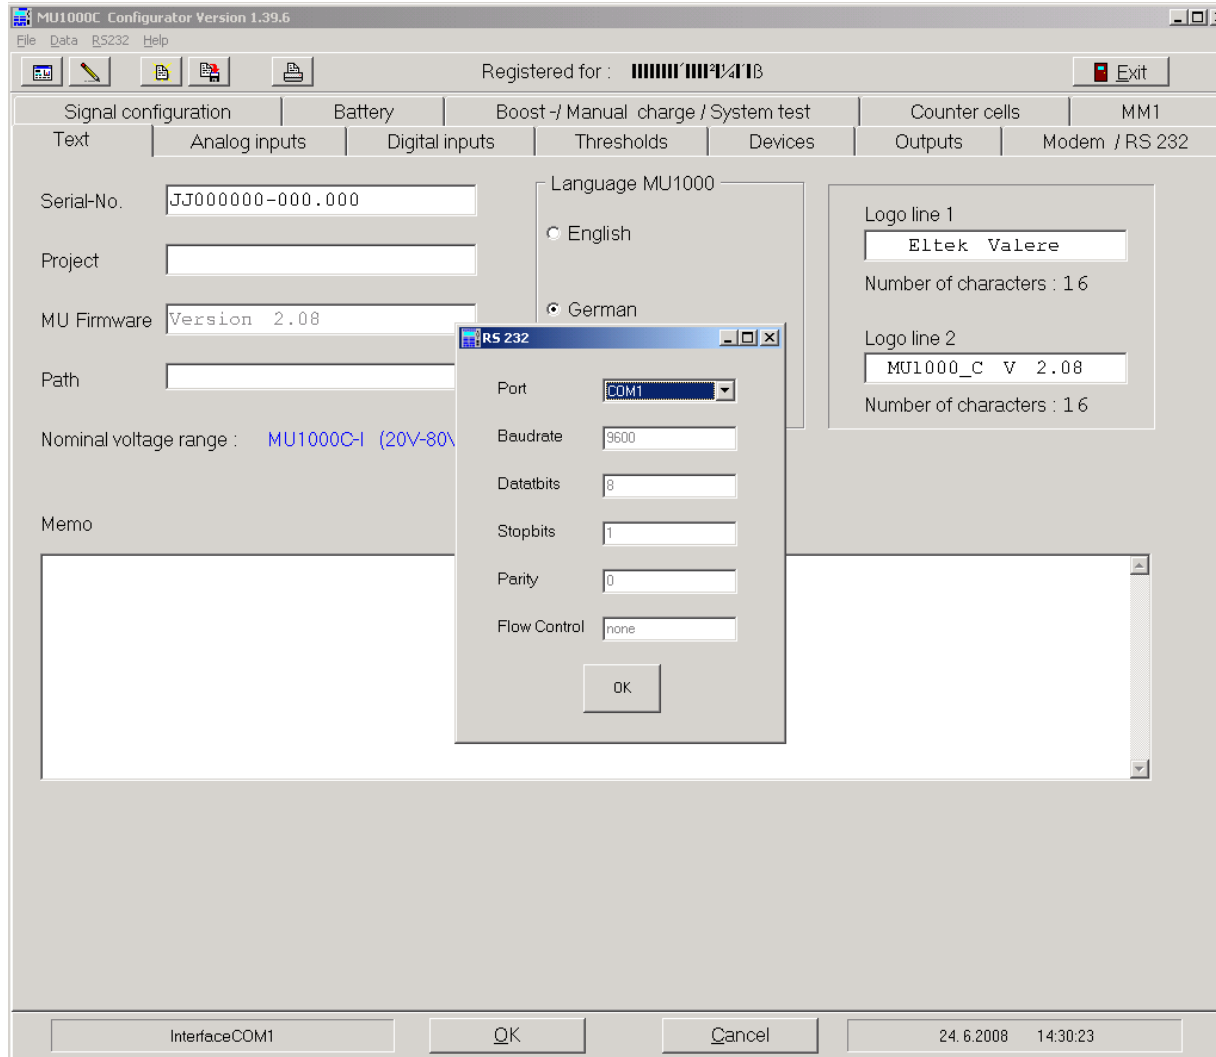 MU1000C Configurator Version 1.39.6
File Data RS232 Help
Registered for :
Exit
Signal configuration Battery Boost -/ Manual charge / System test Counter cells MM1
Text Analog inputs Digital inputs Thresholds Devices Outputs Modem / RS 232
Serial-No. JJ000000-000.000
Project
MU Firmware Version 2.08
Path
Nominal voltage range : MU1000C-I (20V-80V
Language MU1000
English
German
Logo line 1
Eltek Valere
Number of characters : 16
Logo line 2
MU1000_C V 2.08
Number of characters : 16
RS 232
Port COM1
Baudrate 9600
Datatbits 8
Stopbits 1
Parity 0
Flow Control none
OK
Memo
InterfaceCOM1 OK Cancel 24. 6.2008 14:30:23